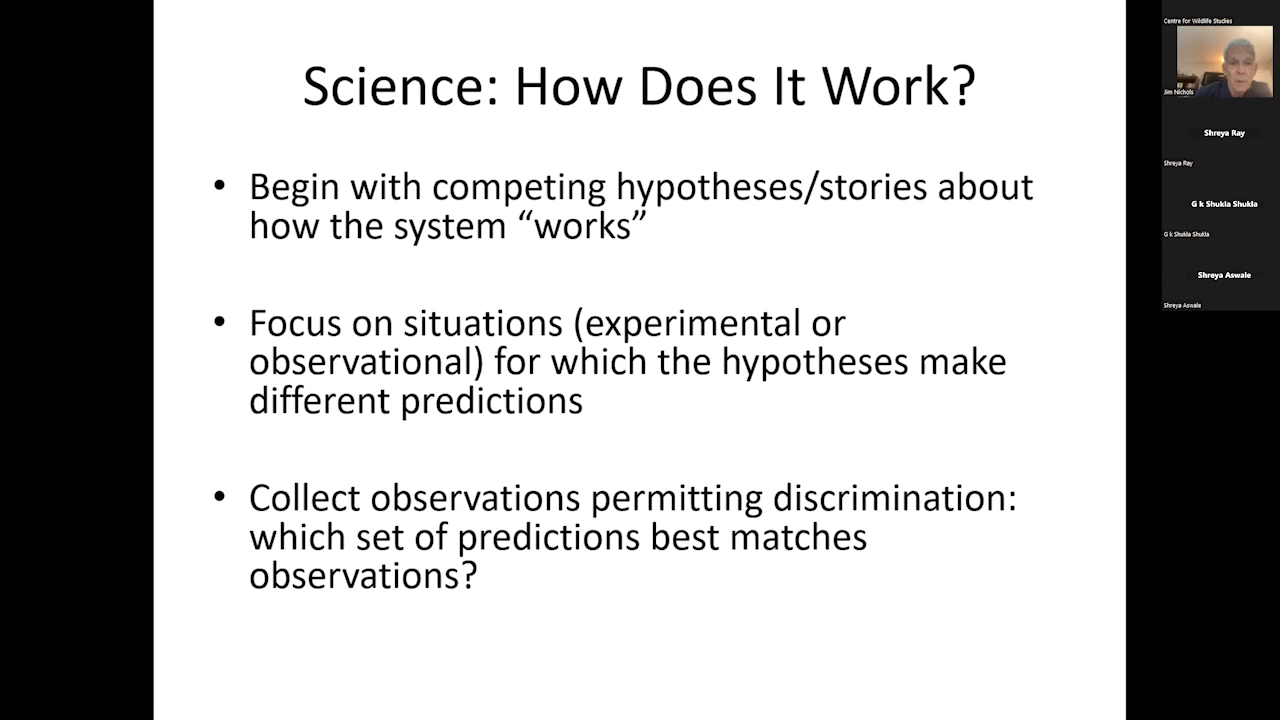 Science: How Does It Work?
• Begin with competing hypotheses/stories about
how the system “works”
• Focus on situations (experimental or
observational) for which the hypotheses make
different predictions
• Collect observations permitting discrimination:
which set of predictions best matches
observations?
Centre for Wildlife Studies
Jim Nichols
Shreya Ray
Shreya Ray
G k Shukla Shukla
G k Shukla Shukla
Shreya Aswale
Shreya Aswale